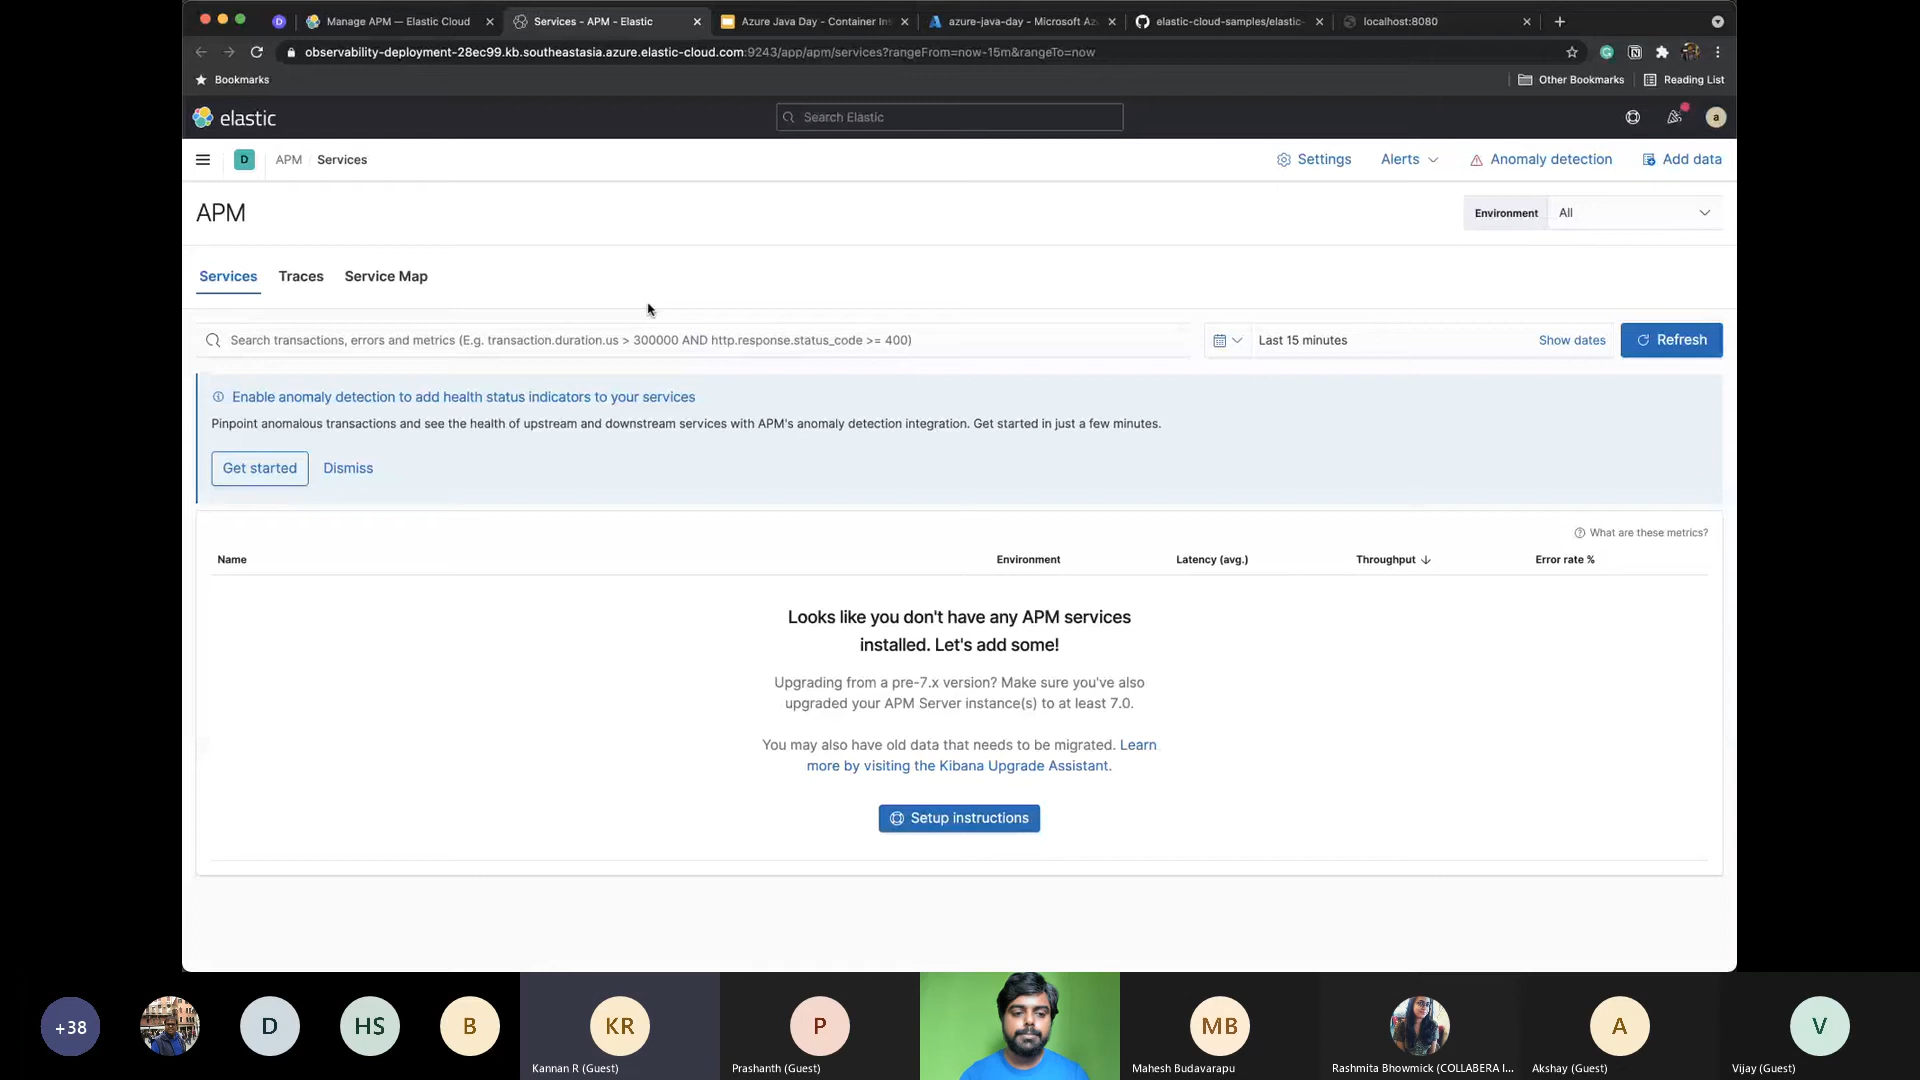 D
Manage APM — Elastic Cloud
Services - APM - Elastic
Azure Java Day - Container In
azure-java-day - Microsoft Az
elastic-cloud-samples/elastic-
localhost:8080
observability-deployment-28ec99.kb.southeastasia.azure.elastic-cloud.com:9243/app/apm/services?rangeFrom=now-15m&rangeTo=now
Bookmarks
Other Bookmarks
Reading List
elastic
Search Elastic
a
D
APM
Services
Settings
Alerts
Anomaly detection
Add data
APM
Environment
All
Services
Traces
Service Map
Search transactions, errors and metrics (E.g. transaction.duration.us > 300000 AND http.response.status_code >= 400)
Last 15 minutes
Show dates
Refresh
Enable anomaly detection to add health status indicators to your services
Pinpoint anomalous transactions and see the health of upstream and downstream services with APM's anomaly detection integration. Get started in just a few minutes.
Get started
Dismiss
What are these metrics?
Name
Environment
Latency (avg.)
Throughput
Error rate %
Looks like you don't have any APM services
installed. Let's add some!
Upgrading from a pre-7.x version? Make sure you've also
upgraded your APM Server instance(s) to at least 7.0.
You may also have old data that needs to be migrated. Learn
more by visiting the Kibana Upgrade Assistant.
Setup instructions
+38
D
HS
B
KR
Kannan R (Guest)
P
Prashanth (Guest)
MB
Mahesh Budavarapu
Rashmita Bhowmick (COLLABERA I...
A
Akshay (Guest)
V
Vijay (Guest)